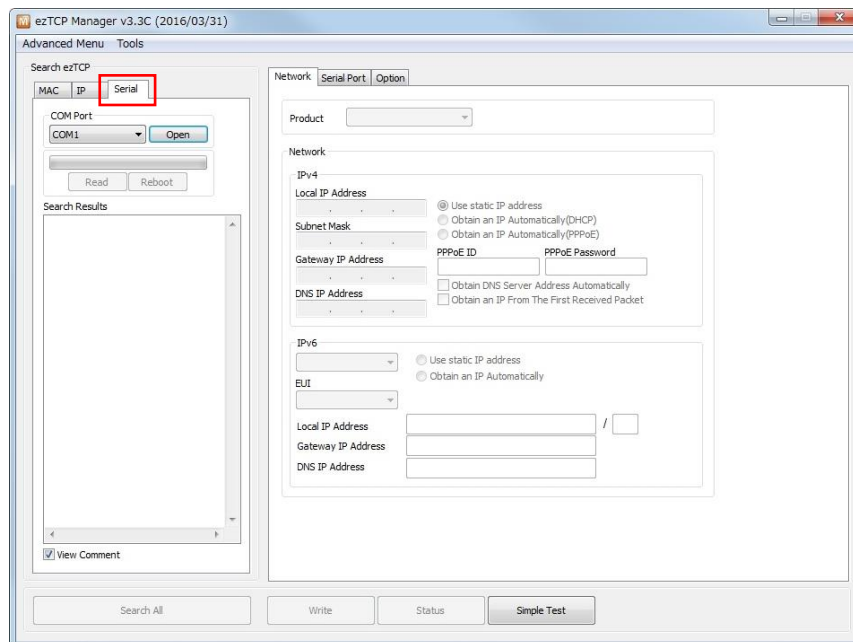 ezTCP Manager v3.3C (2016/03/31)
Advanced Menu Tools
Search ezTCP
MAC IP Serial
COM Port
COM1 Open
Read Reboot
Search Results
View Comment
Search All
Network Serial Port Option
Product
Network
IPv4
Local IP Address
. . .
Use static IP address
Obtain an IP Automatically(DHCP)
Subnet Mask
. . .
Obtain an IP Automatically(PPPoE)
PPPoE ID PPPoE Password
Gateway IP Address
. . .
Obtain DNS Server Address Automatically
DNS IP Address
Obtain an IP From The First Received Packet
. . .
IPv6
Use static IP address
Obtain an IP Automatically
EUI
Local IP Address /
Gateway IP Address
DNS IP Address
Write Status Simple Test